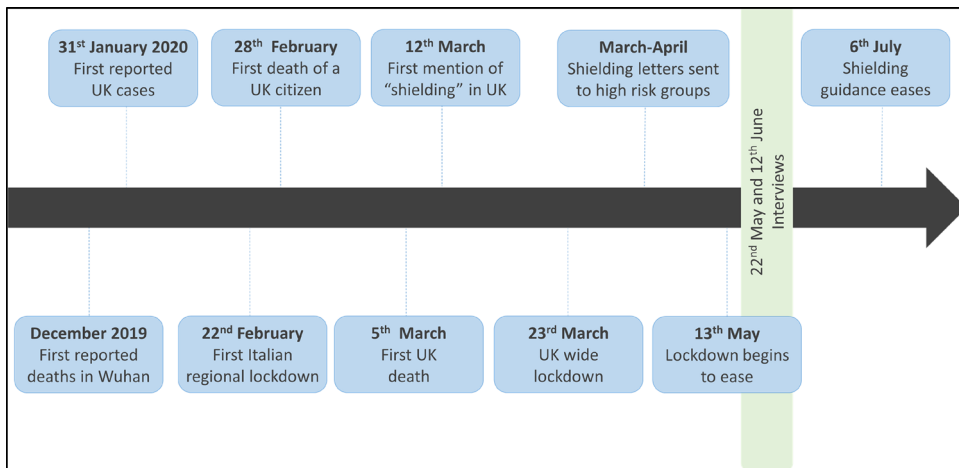 31st January 2020
First reported
UK cases
28th February
First death of a
UK citizen
12th March
First mention of
“shielding” in UK
March-April
Shielding letters sent
to high risk groups
6th July
Shielding
guidance eases
22nd May and 12th June
Interviews
December 2019
First reported
deaths in Wuhan
22nd February
First Italian
regional lockdown
5th March
First UK
death
23rd March
UK wide
lockdown
13th May
Lockdown begins
to ease